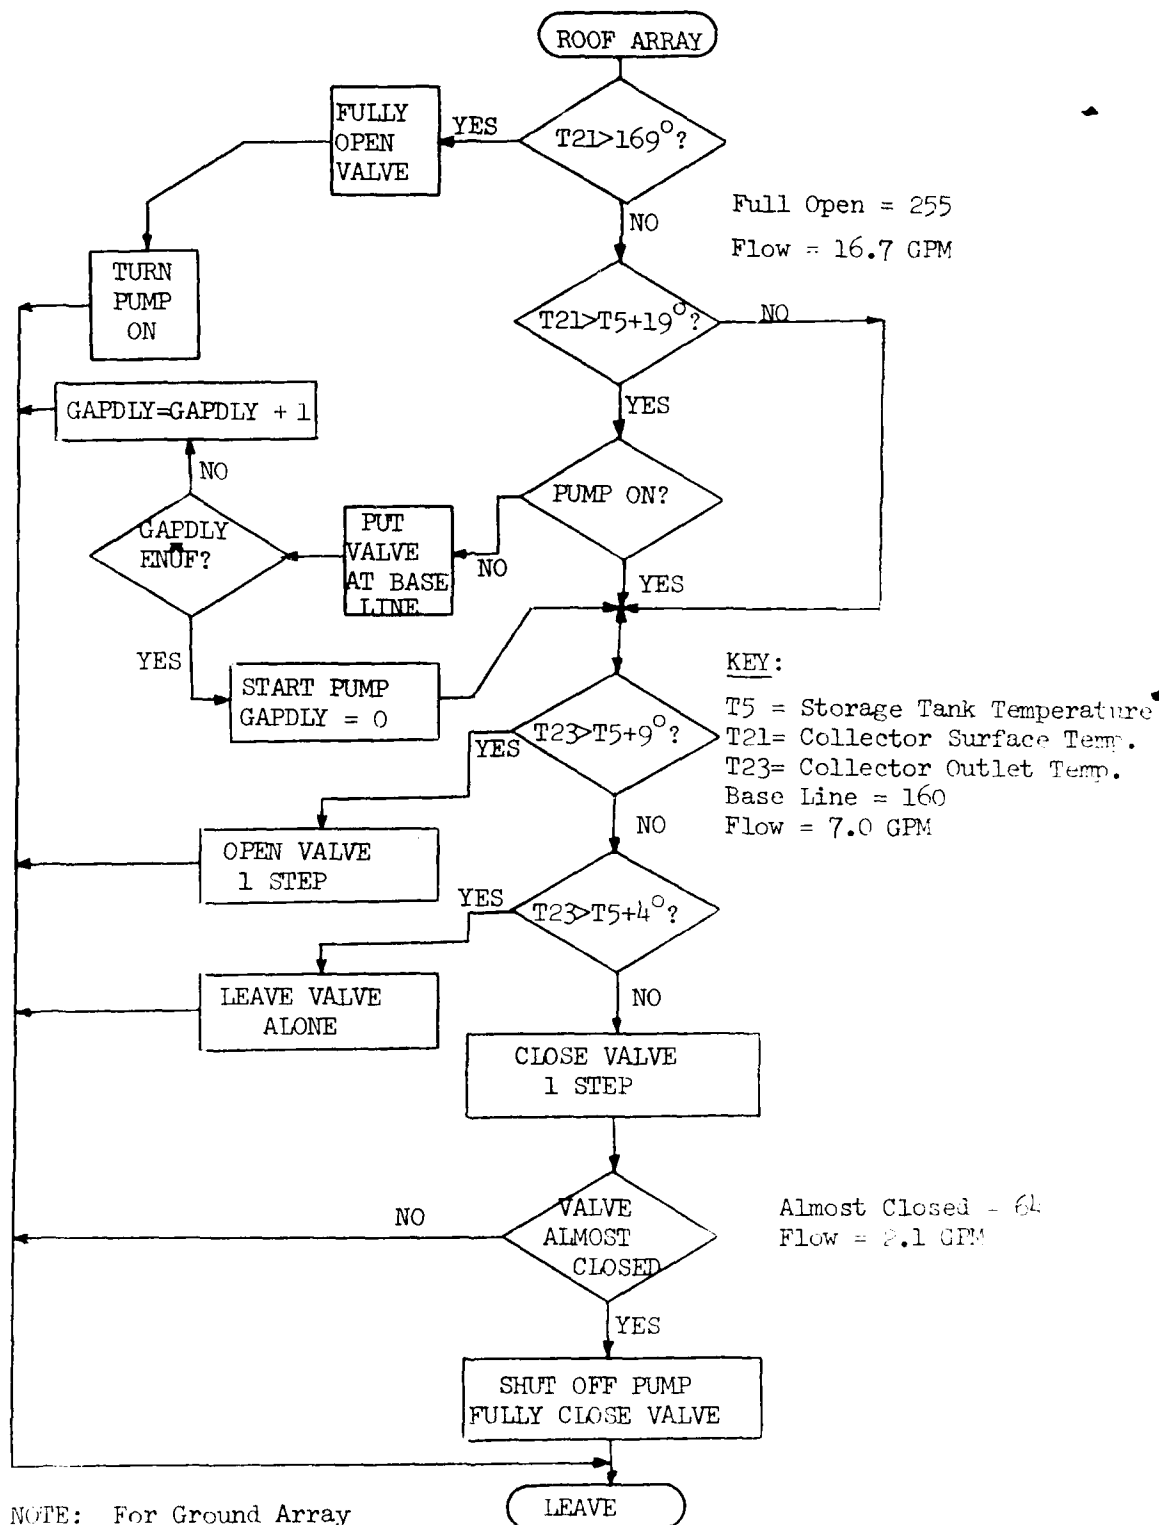 ROOF ARRAY
T21>169°?
YES
FULLY
OPEN
VALVE
NO
Full Open = 255
Flow = 16.7 GPM
TURN
PUMP
ON
T21>T5+19°?
NO
YES
GAPDLY=GAPDLY + 1
NO
PUMP ON?
GAPDLY
ENUF?
PUT
VALVE
AT BASE
LINE
NO
YES
YES
START PUMP
GAPDLY = 0
KEY:
T5 = Storage Tank Temperature
T21= Collector Surface Temp.
T23= Collector Outlet Temp.
Base Line = 160
Flow = 7.0 GPM
T23>T5+9°?
YES
NO
OPEN VALVE
1 STEP
T23>T5+4°?
YES
NO
LEAVE VALVE
ALONE
CLOSE VALVE
1 STEP
VALVE
ALMOST
CLOSED
NO
Almost Closed = 64
Flow = 2.1 GPM
YES
SHUT OFF PUMP
FULLY CLOSE VALVE
LEAVE
NOTE: For Ground Array